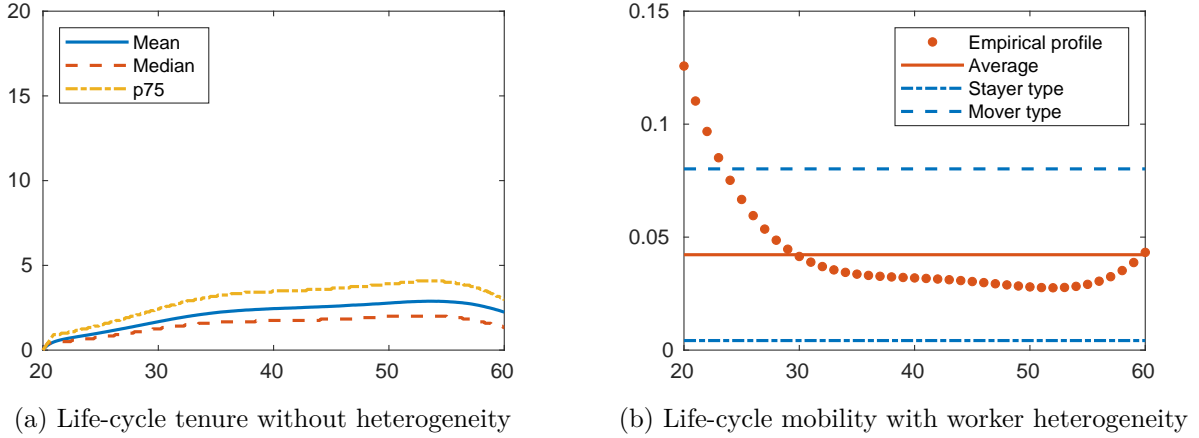 20
15
10
5
0
Mean
Median
p75
20
30
40
50
60
(a) Life-cycle tenure without heterogeneity
0.15
0.1
0.05
0
Empirical profile
Average
Stayer type
Mover type
20
30
40
50
60
(b) Life-cycle mobility with worker heterogeneity